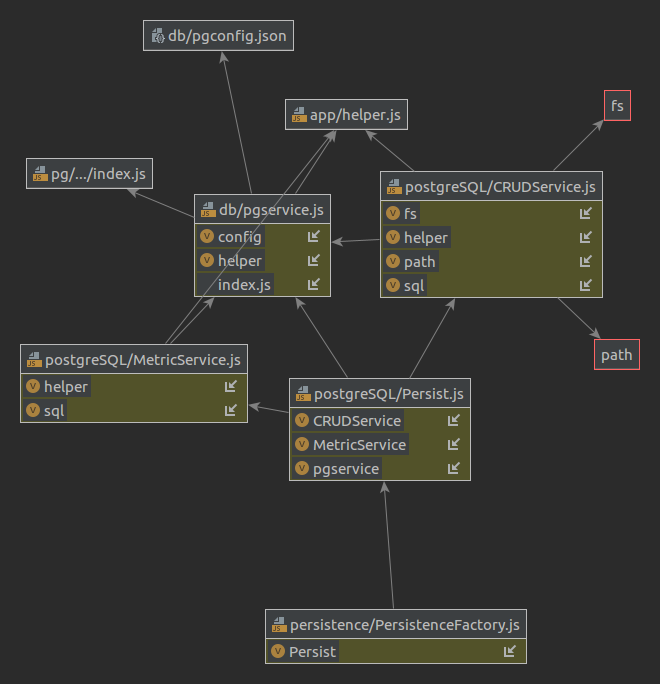 db/pgconfig.json
fs
app/helper.js
pg/.../index.js
postgreSQL/CRUDService.js
fs
helper
path
sql
db/pgservice.js
config
helper
index.js
path
postgreSQL/MetricService.js
helper
sql
postgreSQL/Persist.js
CRUDService
MetricService
pgservice
persistence/PersistenceFactory.js
Persist